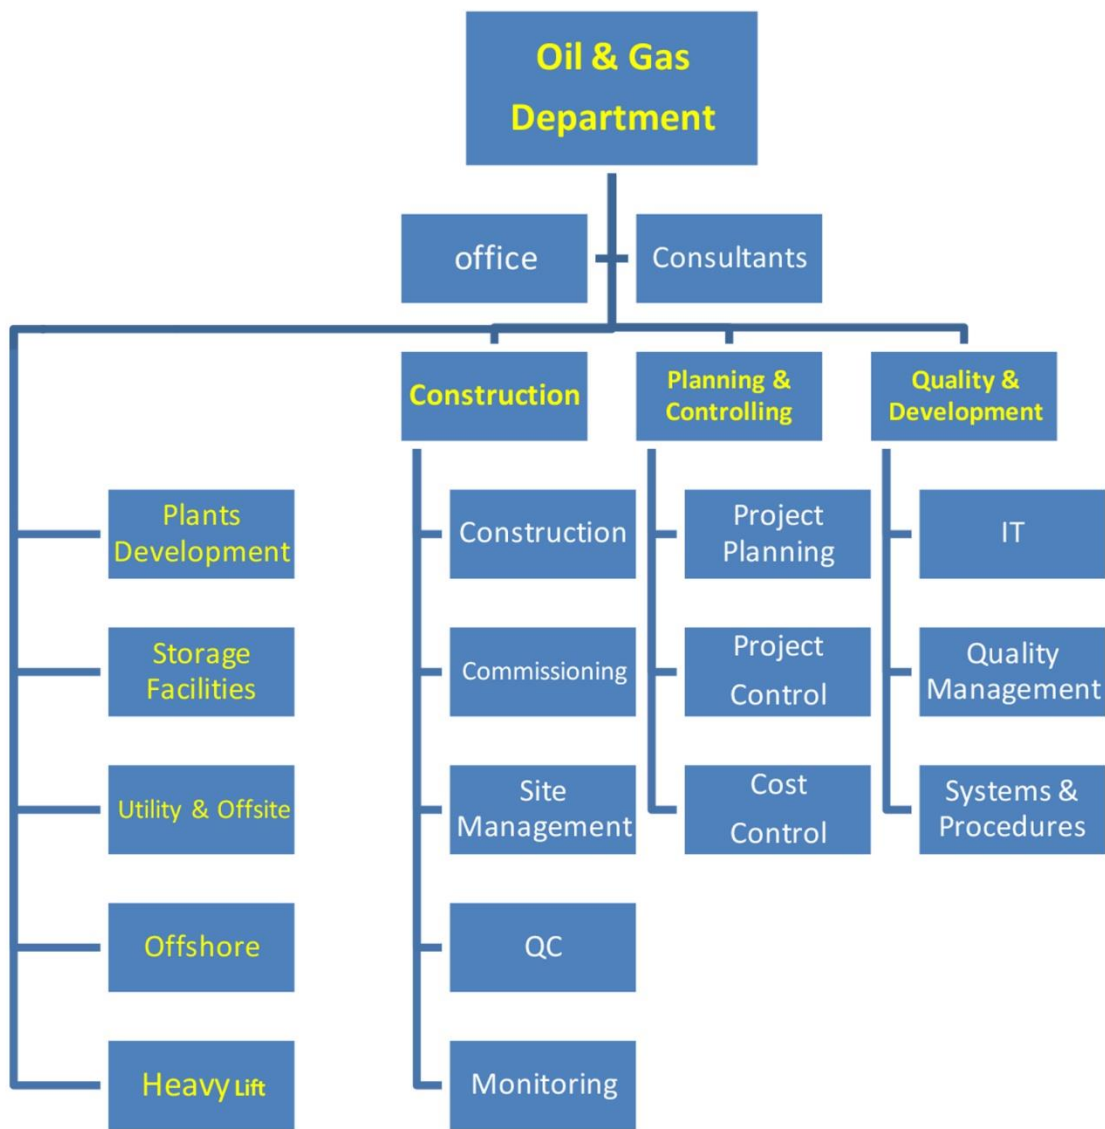 Oil & Gas
Department
office
Consultants
Construction
Planning &
Controlling
Quality &
Development
Plants
Development
Construction
Project
Planning
IT
Storage
Facilities
Commissioning
Project
Control
Quality
Management
Utility & Offsite
Site
Management
Cost
Control
Systems &
Procedures
Offshore
QC
Heavy Lift
Monitoring